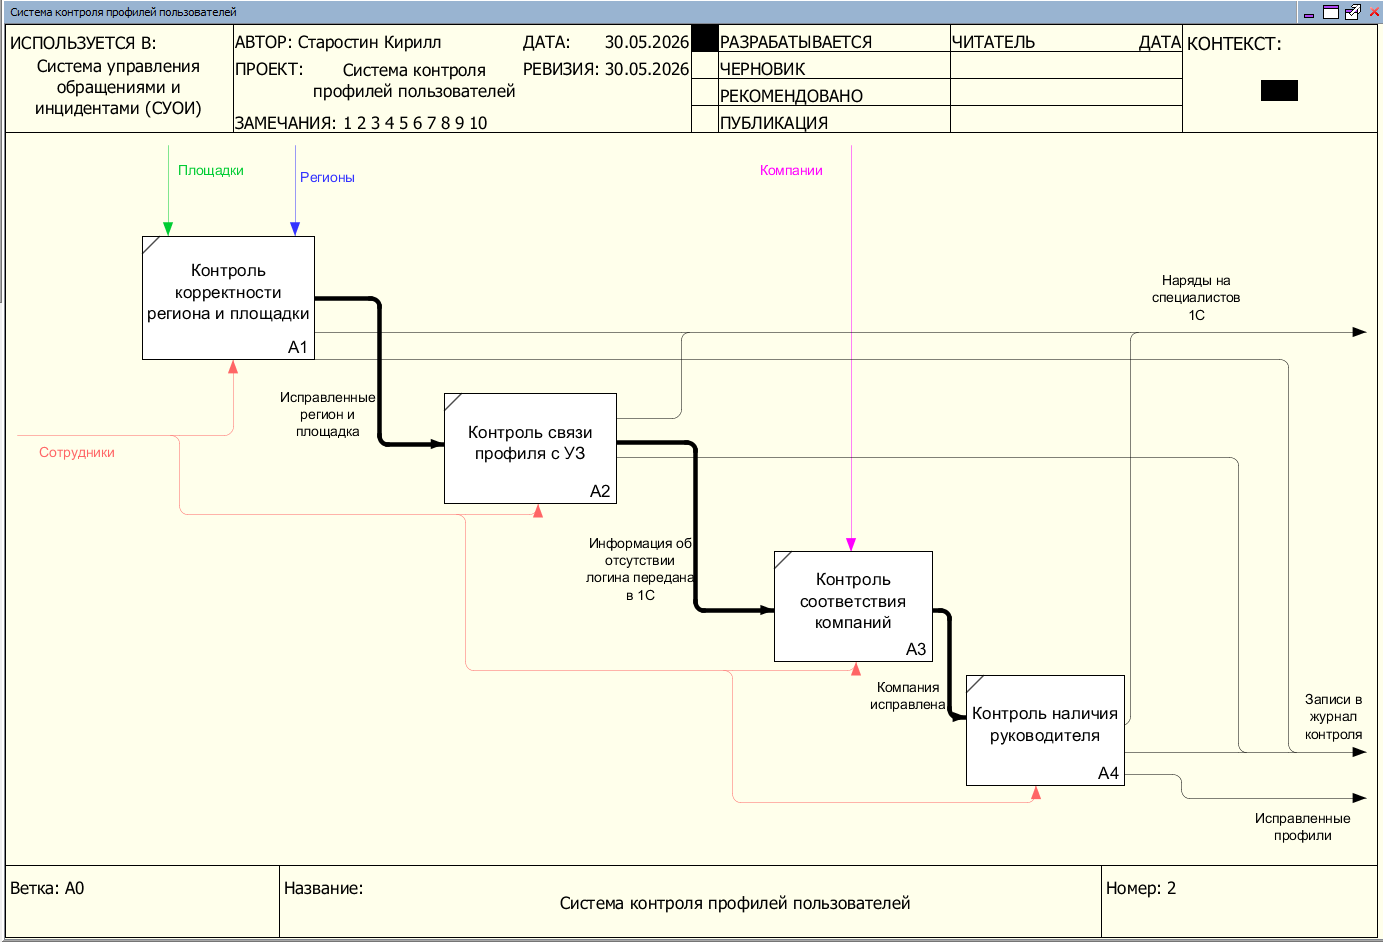 Система контроля профилей пользователей
ИСПОЛЬЗУЕТСЯ В:
Система управления
обращениями и
инцидентами (СУОИ)
АВТОР: Старостин Кирилл
ДАТА: 30.05.2026
ПРОЕКТ: Система контроля
профилей пользователей
РЕВИЗИЯ: 30.05.2026
ЗАМЕЧАНИЯ: 1 2 3 4 5 6 7 8 9 10
РАЗРАБАТЫВАЕТСЯ
ЧЕРНОВИК
РЕКОМЕНДОВАНО
ПУБЛИКАЦИЯ
ЧИТАТЕЛЬ ДАТА
КОНТЕКСТ:
Площадки
Регионы
Компании
Контроль
корректности
региона и площадки
A1
Наряды на
специалистов
1С
Исправленные
регион и
площадка
Сотрудники
Контроль связи
профиля с УЗ
A2
Информация об
отсутствии
логина передана
в 1С
Контроль
соответствия
компаний
A3
Компания
исправлена
Контроль наличия
руководителя
A4
Записи в
журнал
контроля
Исправленные
профили
Ветка: A0
Название:
Система контроля профилей пользователей
Номер: 2